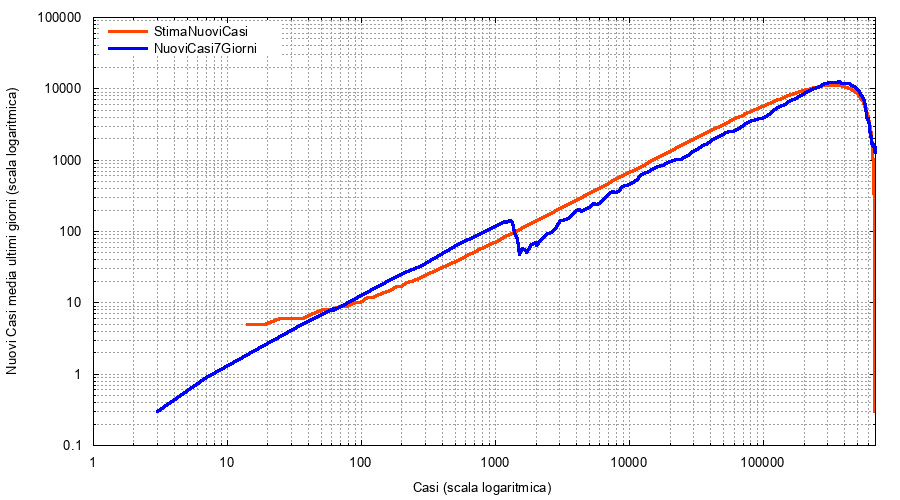 100000
10000
1000
100
10
1
0.1
StimaNuoviCasi
NuoviCasi7Giorni
Nuovi Casi media ultimi giorni (scala logaritmica)
1 10 100 1000 10000 100000
Casi (scala logaritmica)